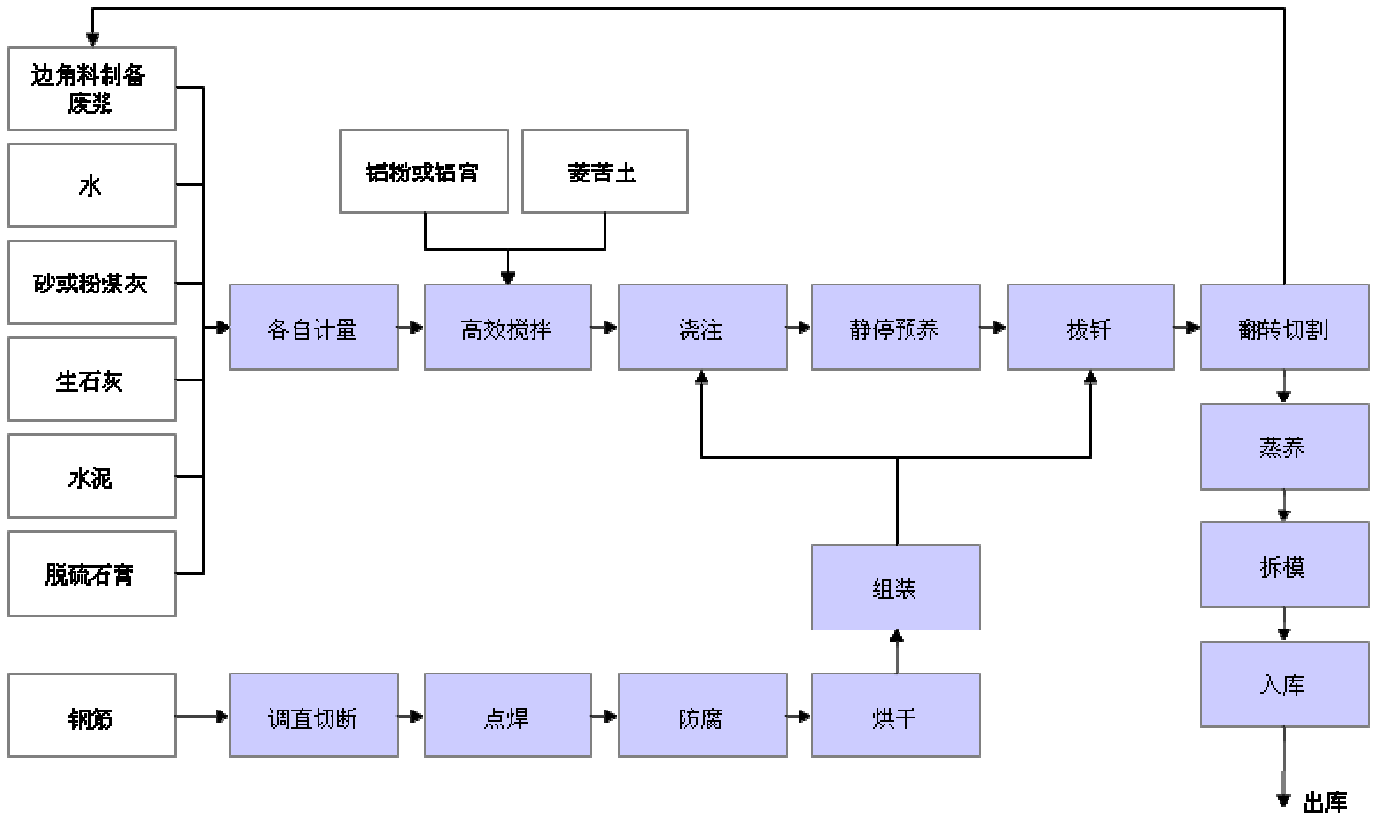 边角料制备
废浆
水
砂或粉煤灰
生石灰
水泥
脱硫石膏
铝粉或铝膏
菱苦土
各自计量
高效搅拌
浇注
静停预养
拔钎
翻转切割
蒸养
拆模
入库
出库
组装
钢筋
调直切断
点焊
防腐
烘干